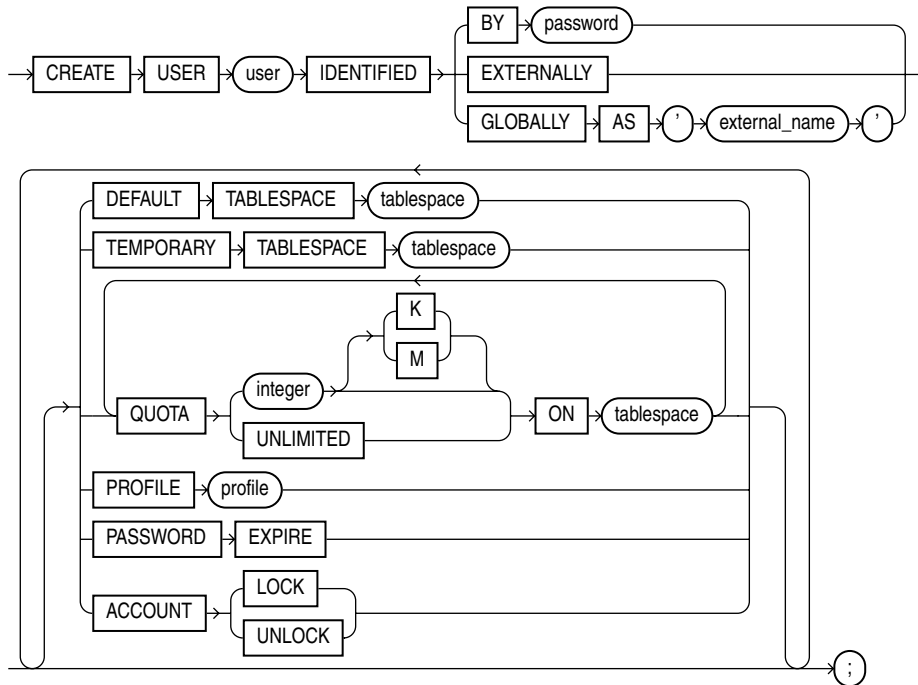 BY password
CREATE USER user IDENTIFIED EXTERNALLY
GLOBALLY AS ' external_name '
DEFAULT TABLESPACE tablespace
TEMPORARY TABLESPACE tablespace
K
M
integer
QUOTA ON tablespace
UNLIMITED
PROFILE profile
PASSWORD EXPIRE
LOCK
ACCOUNT
UNLOCK
;